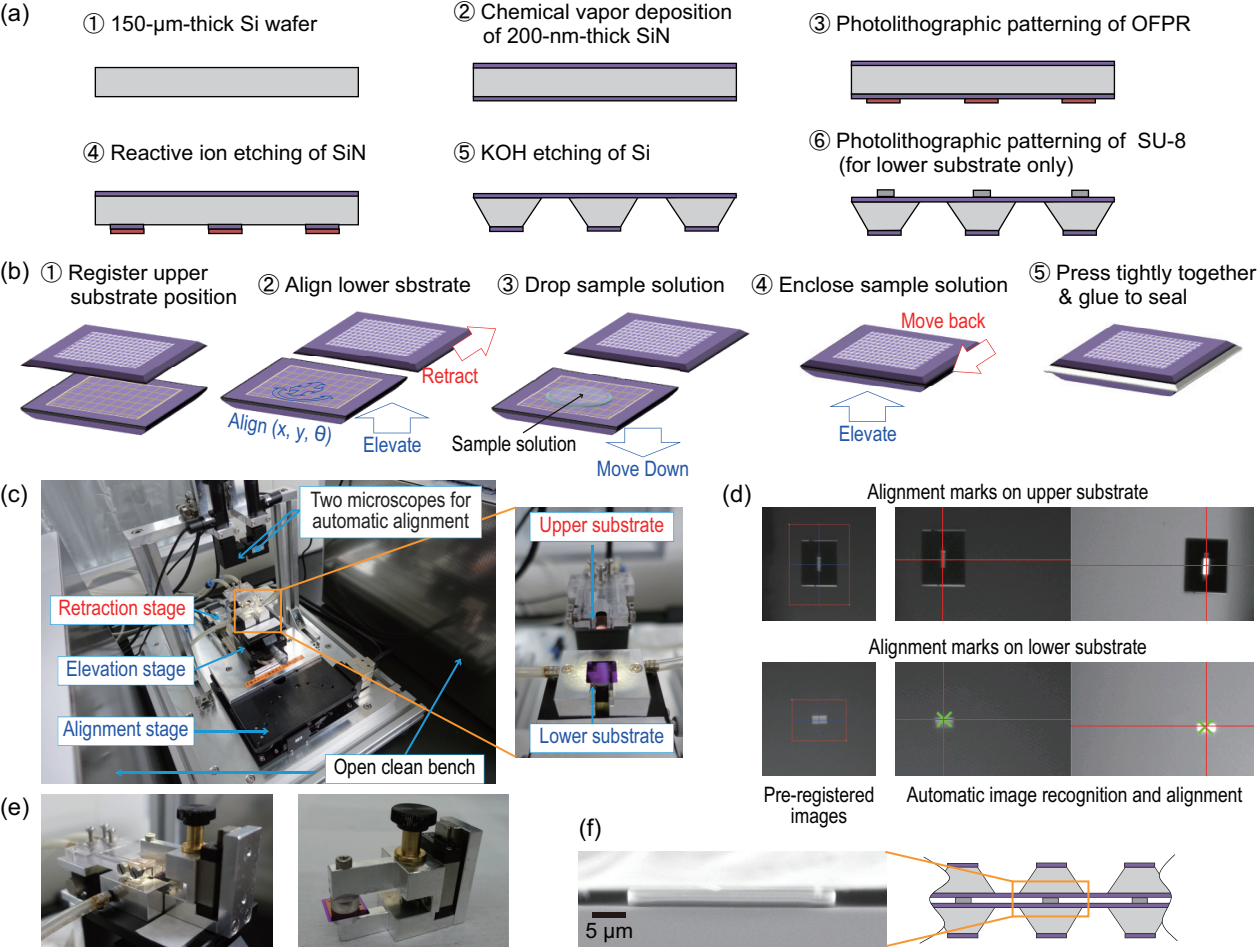 (a)
① 150-μm-thick Si wafer
② Chemical vapor deposition
of 200-nm-thick SiN
③ Photolithographic patterning of OFPR
④ Reactive ion etching of SiN
⑤ KOH etching of Si
⑥ Photolithographic patterning of SU-8
(for lower substrate only)
(b)
① Register upper
substrate position
② Align lower sbstrate
③ Drop sample solution
④ Enclose sample solution
⑤ Press tightly together
& glue to seal
Retract
Align (x, y, θ)
Elevate
Sample solution
Move Down
Move back
Elevate
(c)
Two microscopes for
automatic alignment
Retraction stage
Elevation stage
Alignment stage
Open clean bench
Upper substrate
Lower substrate
(d)
Alignment marks on upper substrate
Alignment marks on lower substrate
Pre-registered
images
Automatic image recognition and alignment
(e)
(f)
5 μm